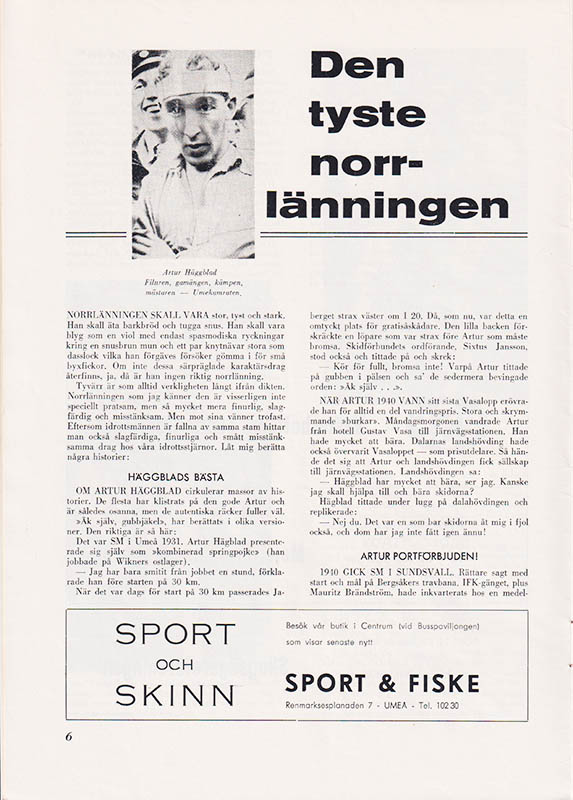 Den
tyste
norr-
länningen
Artur Häggblad
Filuren, gamängen, kämpen,
mästaren — Umekamraten.
NORRLÄNNINGEN SKALL VARA stor, tyst och stark.
Han skall äta barkbröd och tugga snus. Han skall vara
blyg som en viol med endast spasmodiska ryckningar
kring en snusbrun mun och ett par knytnävar stora som
dasslock vilka han förgäves försöker gömma i för små
byxfickor. Om inte dessa särpräglade karaktärsdrag
återfinns, ja, då är han ingen riktig norrlänning.
Tyvärr är som alltid verkligheten långt ifrån dikten.
Norrlänningen som jag känner den är visserligen inte
speciellt pratsam, men så mycket mera finurlig, slag-
färdig och misstänksam. Men mot sina vänner trofast.
Eftersom idrottsmännen är fallna av samma stam hittar
man också slagfärdiga, finurliga och smått misstänk-
samma drag hos våra idrottsstjärnor. Låt mig berätta
några historier:
HÄGGBLADS BÄSTA
OM ARTUR HÄGGBLAD cirkulerar massor av his-
torier. De flesta har klistrats på den gode Artur och
är således osanna, men de autentiska räcker fuller väl.
»Åk själv, gubbjäkel», har berättats i olika versio-
ner. Den riktiga är så här:
Det var SM i Umeå 1931. Artur Hägblad presente-
rade sig själv som »kombinerad springpojke» (han
jobbade på Wikners ostlager).
— Jag har bara smitit från jobbet en stund, förkla-
rade han före starten på 30 km.
När det var dags för start på 30 km passerades Ja-
berget strax väster om I 20. Då, som nu, var detta en
omtyckt plats för gratisåskådare. Den lilla backen för-
skräckte en löpare som var strax före Artur som måste
bromsa. Skidförbundets ordförande, Sixtus Jansson,
stod också och tittade på och skrek:
— Kör för fullt, bromsa inte! Varpå Artur tittade
på gubben i pälsen och sa' de sedermera bevingade
orden: »Åk själv . . .».
NÄR ARTUR 1940 VANN sitt sista Vasalopp erövra-
de han för alltid en del vandringspris. Stora och skrym-
mande »burkar». Måndagsmorgonen vandrade Artur
från hotell Gustav Vasa till järnvägsstationen. Han
hade mycket att bära. Dalarnas landshövding hade
också övervarit Vasaloppet — som prisutdelare. Så hän-
de det sig att Artur och landshövdingen fick sällskap
till järnvägsstationen. Landshövdingen sa:
— Häggblad har mycket att bära, ser jag. Kanske
jag skall hjälpa till och bära skidorna?
Hägblad tittade under lugg på dalahövdingen och
replikerade:
— Nej du. Det var en som bar skidorna åt mig i fjol
också, och dom har jag inte fått igen ännu!
ARTUR PORTFÖRBJUDEN!
1940 GICK SM I SUNDSVALL. Rättare sagt med
start och mål på Bergsåkers travbana. IFK-gänget, plus
Mauritz Brändström, hade inkvarterats hos en medel-
SPORT
OCH
SKINN
Besök vår butik i Centrum (vid Busspaviljongen)
som visar senaste nytt
SPORT & FISKE
Renmarksesplanaden 7 - UMEÅ - Tel. 102 30
6